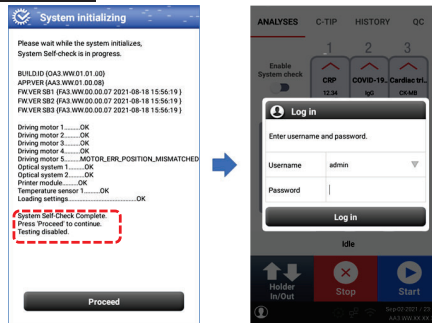 System initializing
Please wait while the system initializes,
System Self-check is in progress.
BUILD.ID {OA3.WW.01.01.00}
APP.VER {AA3.WW.01.00.08}
FW.VER SB1 {FA3.WW.00.00.07 2021-08-18 15:56:19 }
FW.VER SB2 {FA3.WW.00.00.07 2021-08-18 15:56:19 }
FW.VER SB3 {FA3.WW.00.00.07 2021-08-18 15:56:19 }
Driving motor 1..........OK
Driving motor 2..........OK
Driving motor 3..........OK
Driving motor 4..........OK
Driving motor 5..........MOTOR_ERR_POSITION_MISMATCHED
Optical system 1..........OK
Optical system 2..........OK
Printer module..........OK
Temperature sensor 1..........OK
Loading settings........................................OK
System Self-Check Complete.
Press 'Proceed' to continue.
Testing disabled.
Proceed
ANALYSES C-TIP HISTORY QC
1 2 3
Enable
System check
CRP COVID-19.. Cardiac tri..
12.34 IgG CK-MB
Log in
Enter username and password.
Username admin
Password
Log in
Idle
Holder
In/Out
Stop
Start